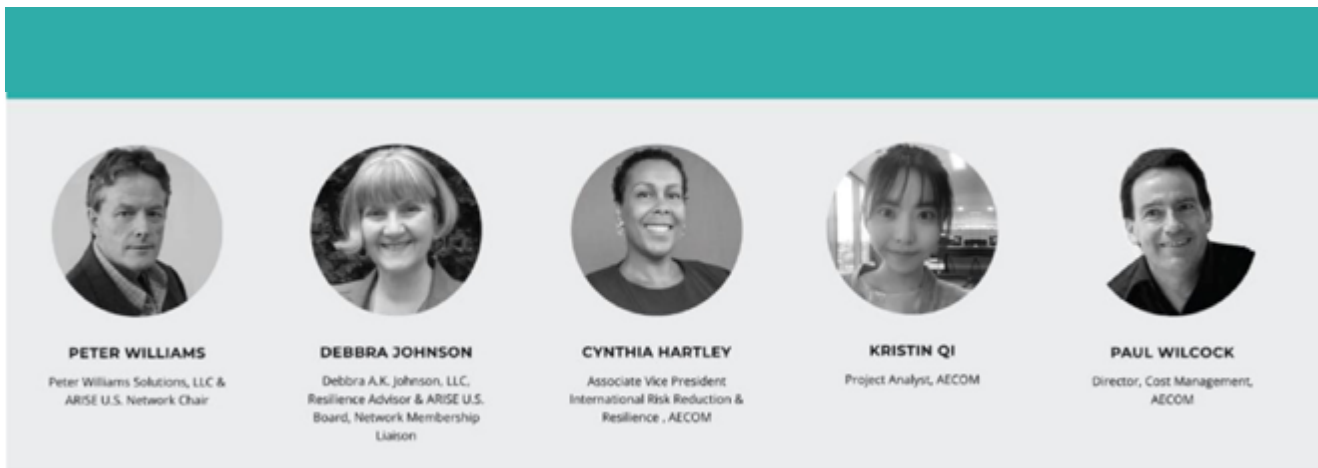 PETER WILLIAMS
Peter Williams Solutions, LLC &
ARISE U.S. Network Chair
DEBBRA JOHNSON
Debbra A.K. Johnson, LLC,
Resilience Advisor & ARISE U.S.
Board, Network Membership
Liaison
CYNTHIA HARTLEY
Associate Vice President
International Risk Reduction &
Resilience , AECOM
KRISTIN QI
Project Analyst, AECOM
PAUL WILCOCK
Director, Cost Management,
AECOM